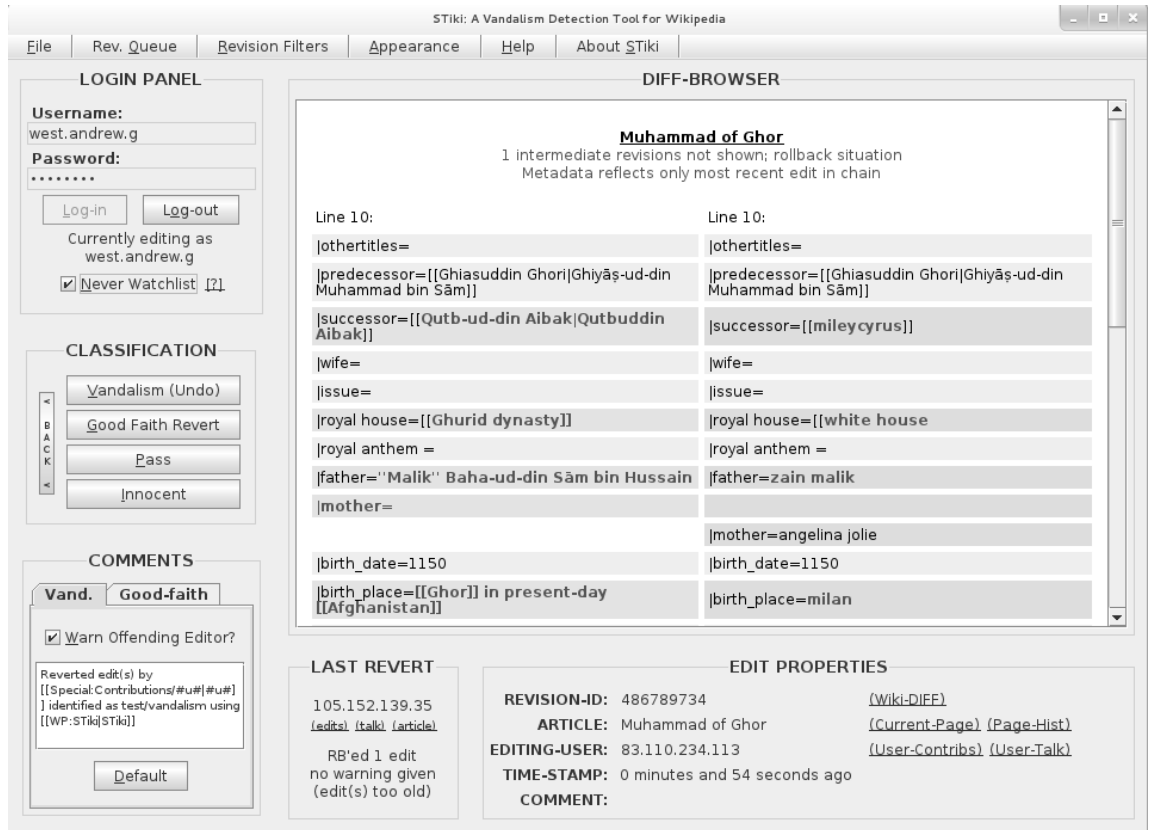 STiki: A Vandalism Detection Tool for Wikipedia
File Rev. Queue Revision Filters Appearance Help About STiki
LOGIN PANEL
Username:
west.andrew.g
Password:
••••••••
Log-in Log-out
Currently editing as
west.andrew.g
Never Watchlist [?]
CLASSIFICATION
< BACK <
Vandalism (Undo)
Good Faith Revert
Pass
Innocent
COMMENTS
Vand. Good-faith
Warn Offending Editor?
Reverted edit(s) by
[[Special:Contributions/#u#|#u#]
] identified as test/vandalism using
[[WP:STiki|STiki]]
Default
DIFF-BROWSER
Muhammad of Ghor
1 intermediate revisions not shown; rollback situation
Metadata reflects only most recent edit in chain
Line 10: Line 10:
|othertitles= |othertitles=
|predecessor=[[Ghiasuddin Ghori|Ghiyāṣ-ud-din |predecessor=[[Ghiasuddin Ghori|Ghiyāṣ-ud-din
Muhammad bin Sām]] Muhammad bin Sām]]
|successor=[[Qutb-ud-din Aibak|Qutbuddin
Aibak]] |successor=[[mileycyrus]]
|wife= |wife=
|issue= |issue=
|royal house=[[Ghurid dynasty]] |royal house=[[white house
|royal anthem = |royal anthem =
|father=''Malik'' Baha-ud-din Sām bin Hussain |father=zain malik
|mother=
|mother=angelina jolie
|birth_date=1150 |birth_date=1150
|birth_place=[[Ghor]] in present-day
[[Afghanistan]] |birth_place=milan
LAST REVERT
105.152.139.35
(edits) (talk) (article)
RB'ed 1 edit
no warning given
(edit(s) too old)
EDIT PROPERTIES
REVISION-ID: 486789734 (Wiki-DIFF)
ARTICLE: Muhammad of Ghor (Current-Page) (Page-Hist)
EDITING-USER: 83.110.234.113 (User-Contribs) (User-Talk)
TIME-STAMP: 0 minutes and 54 seconds ago
COMMENT: